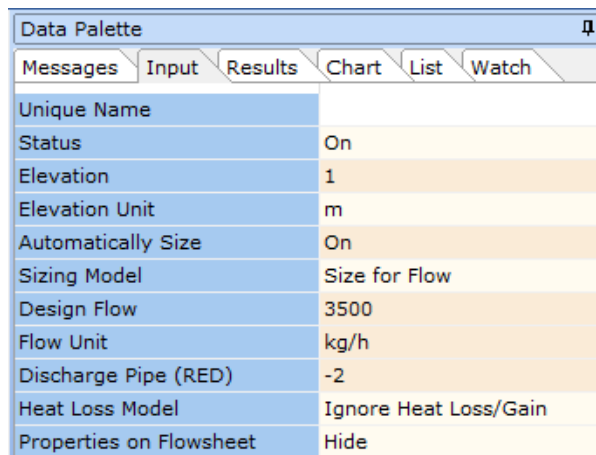 Data Palette
Messages Input Results Chart List Watch
Unique Name
Status On
Elevation 1
Elevation Unit m
Automatically Size On
Sizing Model Size for Flow
Design Flow 3500
Flow Unit kg/h
Discharge Pipe (RED) -2
Heat Loss Model Ignore Heat Loss/Gain
Properties on Flowsheet Hide